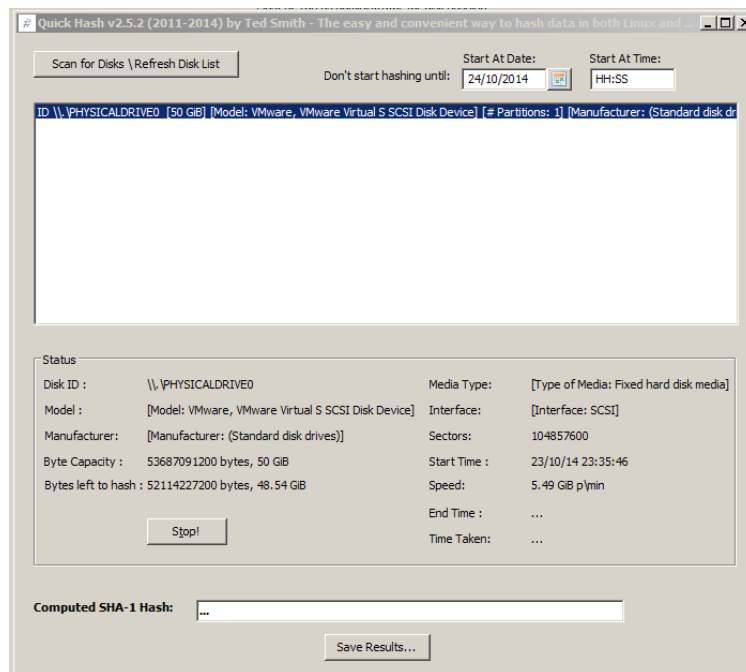 Quick Hash v2.5.2 (2011-2014) by Ted Smith - The easy and convenient way to hash data in both Linux and ...
Scan for Disks \ Refresh Disk List
Don't start hashing until:
Start At Date:
24/10/2014
Start At Time:
HH:SS
ID \\.\PHYSICALDRIVE0 [50 GiB] [Model: VMware, VMware Virtual S SCSI Disk Device] [# Partitions: 1] [Manufacturer: (Standard disk dr
Status
Disk ID : \\.\PHYSICALDRIVE0
Media Type: [Type of Media: Fixed hard disk media]
Model : [Model: VMware, VMware Virtual S SCSI Disk Device]
Interface: [Interface: SCSI]
Manufacturer: [Manufacturer: (Standard disk drives)]
Sectors: 104857600
Byte Capacity : 53687091200 bytes, 50 GiB
Start Time : 23/10/14 23:35:46
Bytes left to hash : 52114227200 bytes, 48.54 GiB
Speed: 5.49 GiB p\min
End Time : ...
Stop!
Time Taken: ...
Computed SHA-1 Hash: ...
Save Results...